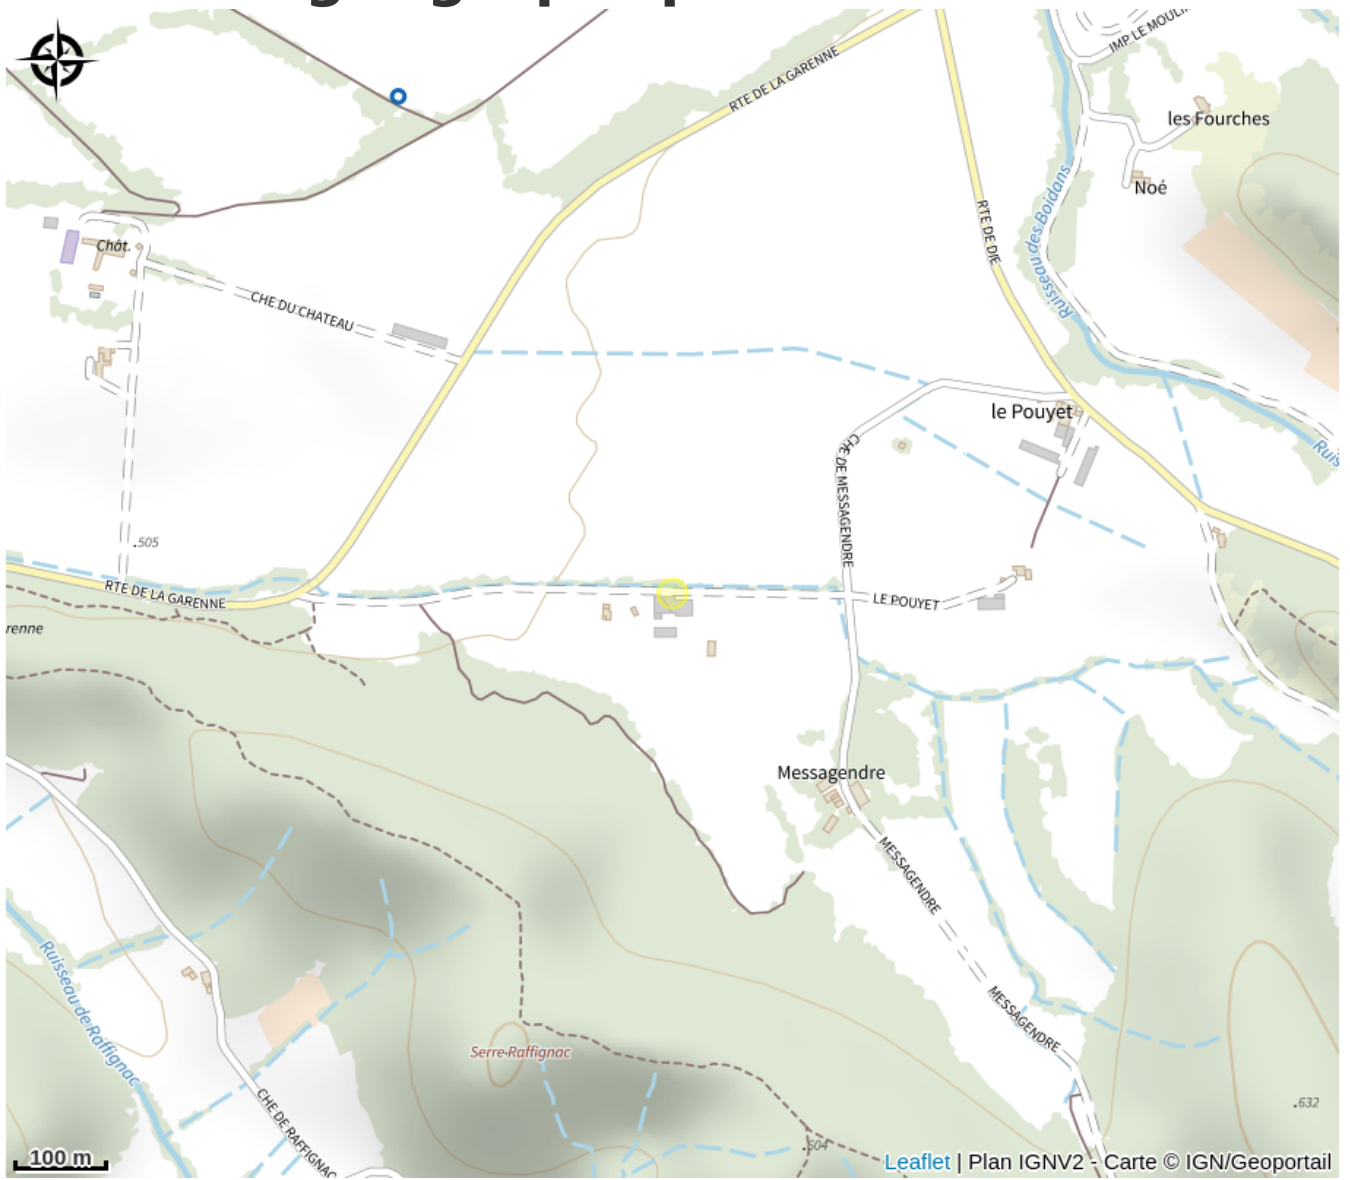 IMP LE MOULIN
RTE DE LA GARENNE
les Fourches
Noé
Ruisseau des Boidans
RTE DE DIE
Chât.
CHE DU CHATEAU
le Pouyet
CHE DE MESSAGENDRE
Ruis
.505
RTE DE LA GARENNE
LE POUYET
renne
Messagendre
MESSAGENDRE
Ruisseau de Raffignac
MESSAGENDRE
Serre-Raffignac
CHE DE RAFFIGNAC
.632
.604
100 m
Leaflet | Plan IGNV2 - Carte © IGN/Geoportail